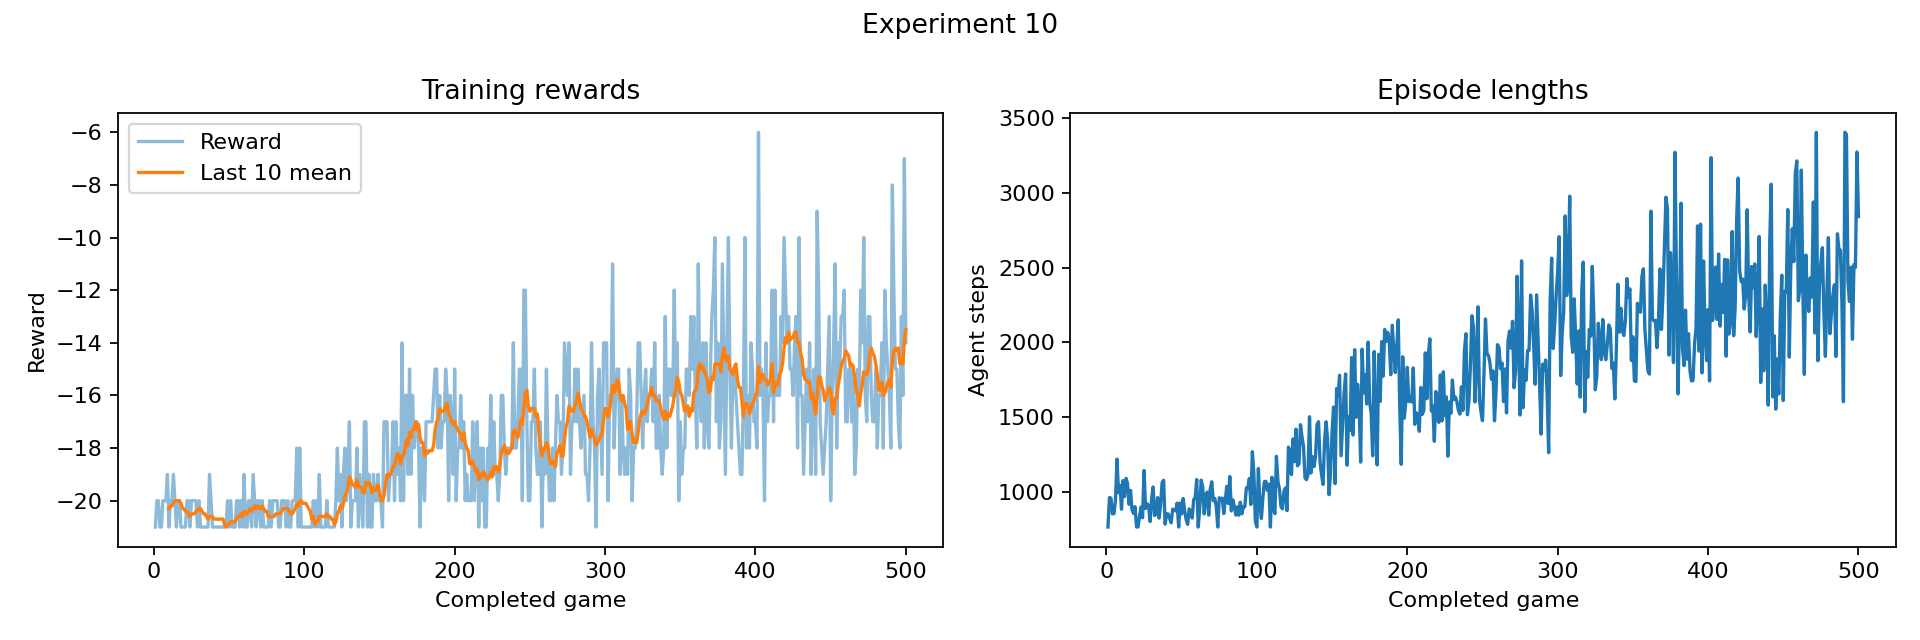 Experiment 10
Training rewards
Reward
Last 10 mean
−6
−8
−10
−12
−14
−16
−18
−20
Reward
0 100 200 300 400 500
Completed game
Episode lengths
3500
3000
2500
2000
1500
1000
Agent steps
0 100 200 300 400 500
Completed game